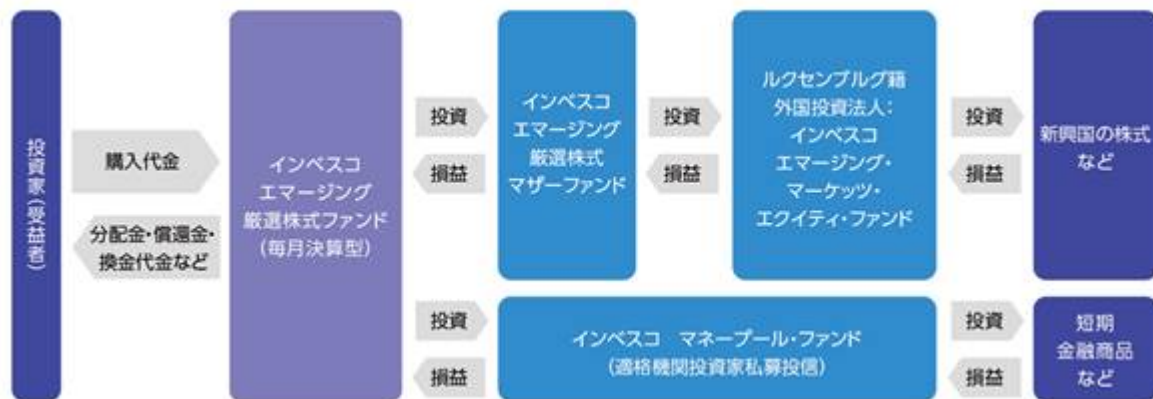 投資家(受益者)
購入代金
分配金・償還金・
換金代金など
インベスコ
エマージング
厳選株式ファンド
(毎月決算型)
投資
損益
インベスコ
エマージング
厳選株式
マザーファンド
投資
損益
ルクセンブルグ籍
外国投資法人:
インベスコ
エマージング・
マーケッツ・
エクイティ・ファンド
投資
損益
新興国の株式
など
投資
損益
インベスコ　マネープール・ファンド
(適格機関投資家私募投信)
投資
損益
短期
金融商品
など